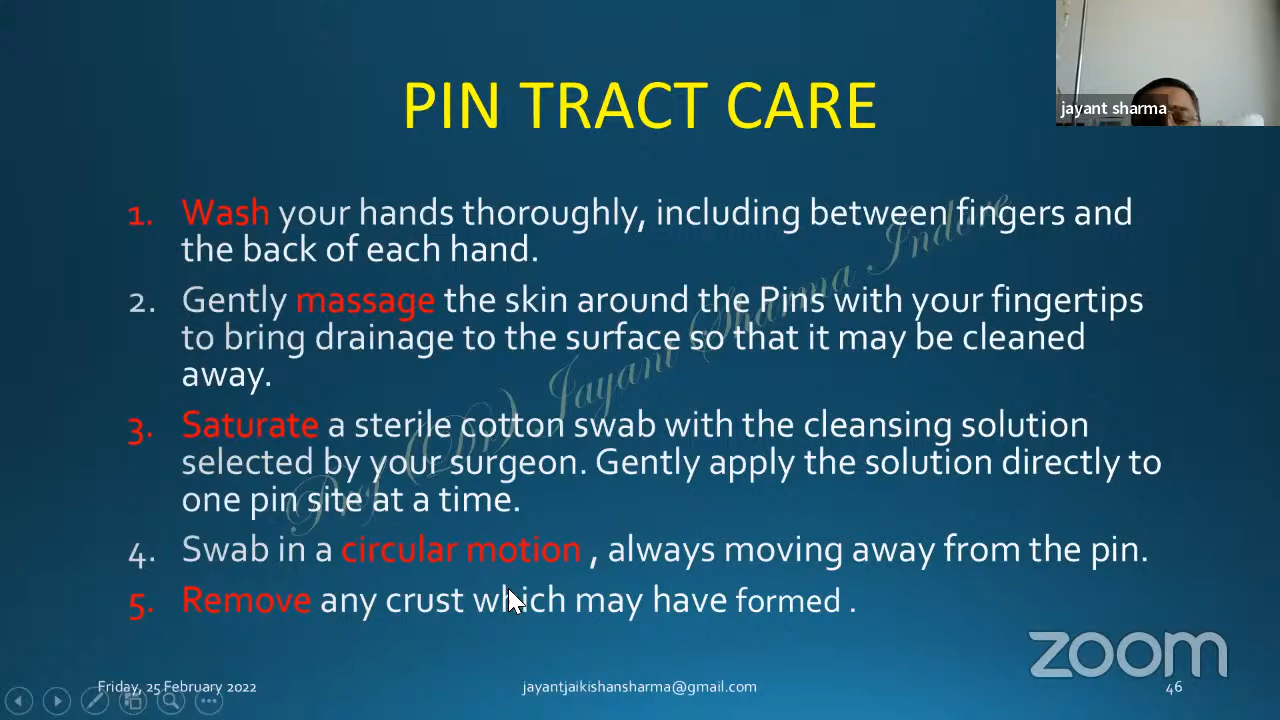 PIN TRACT CARE
jayant sharma
1. Wash your hands thoroughly, including between fingers and
the back of each hand.
2. Gently massage the skin around the Pins with your fingertips
to bring drainage to the surface so that it may be cleaned
away.
3. Saturate a sterile cotton swab with the cleansing solution
selected by your surgeon. Gently apply the solution directly to
one pin site at a time.
4. Swab in a circular motion , always moving away from the pin.
5. Remove any crust which may have formed .
Prof (Dr). Jayant Sharma Indore
zoom
Friday, 25 February 2022
jayantjaikishansharma@gmail.com
46